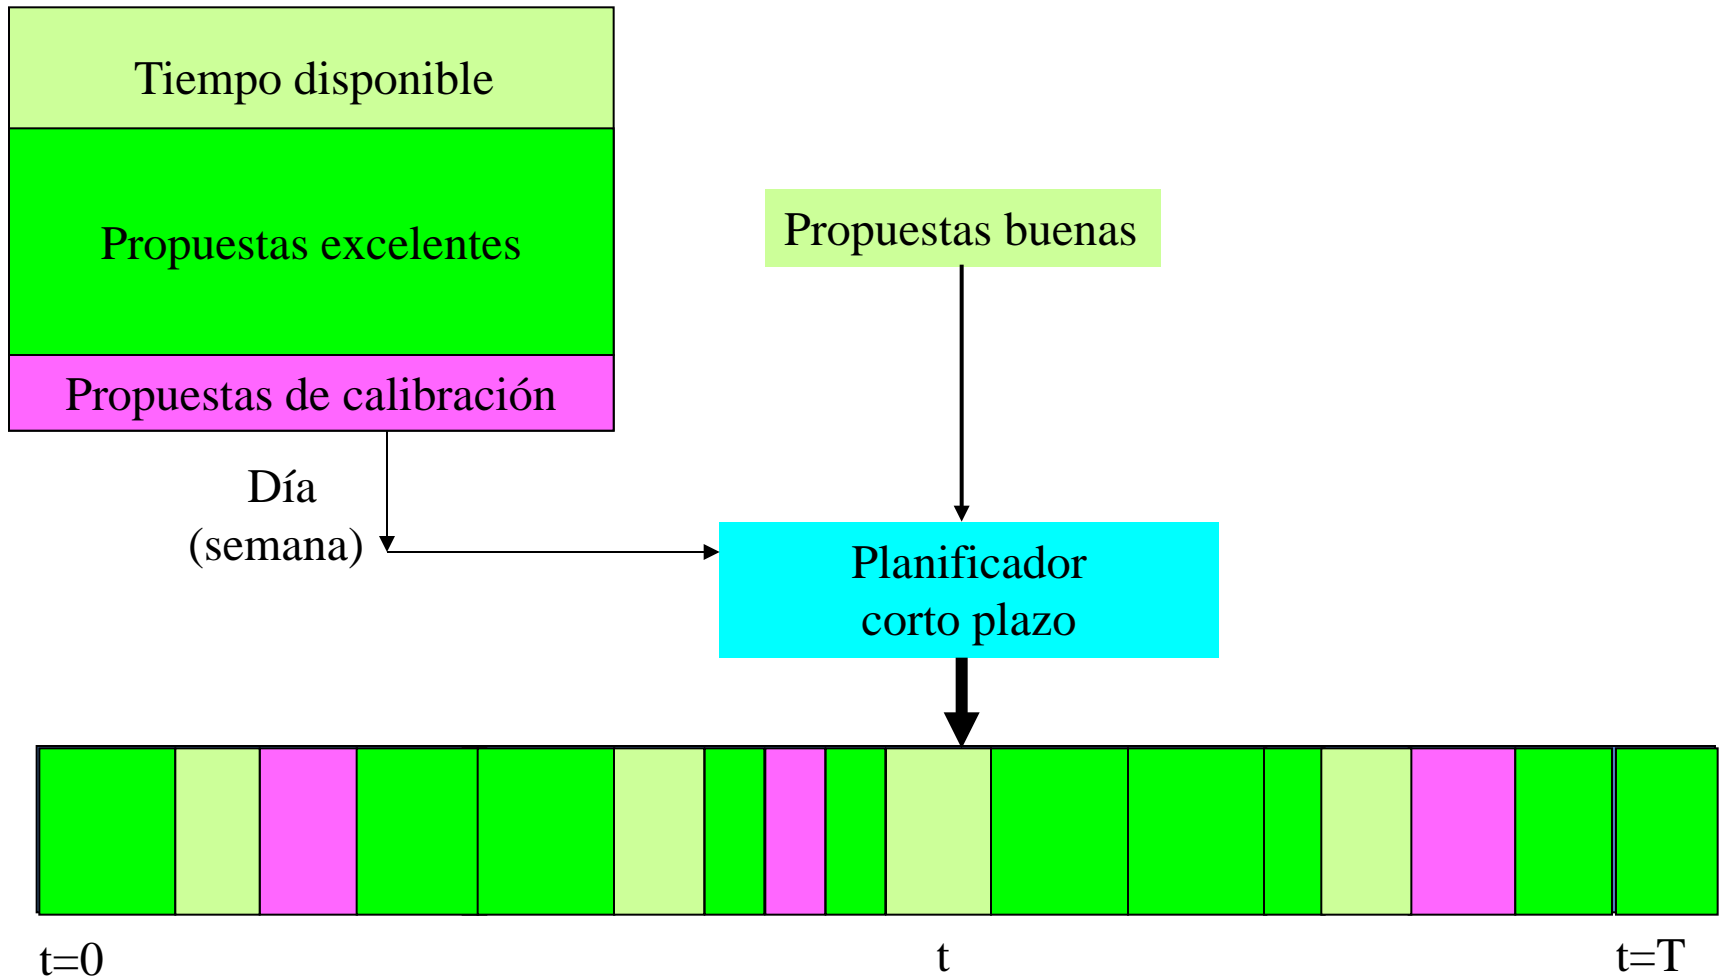 Tiempo disponible
Propuestas excelentes
Propuestas buenas
Propuestas de calibración
Día
(semana)
Planificador
corto plazo
t=0
t
t=T